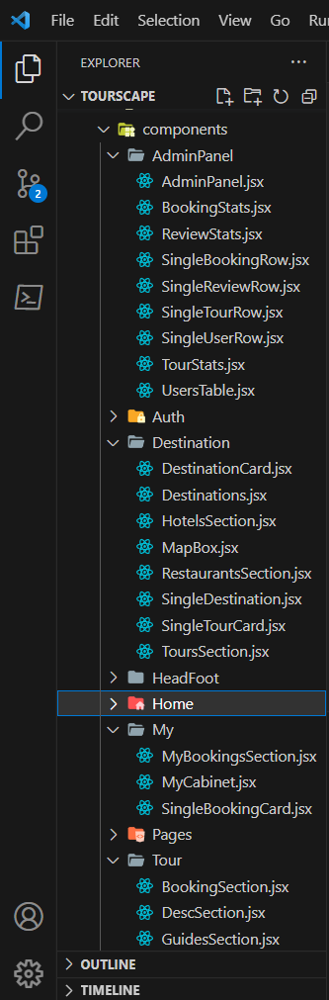 File Edit Selection View Go Run
EXPLORER
TOURSCAPE
components
AdminPanel
AdminPanel.jsx
BookingStats.jsx
ReviewStats.jsx
SingleBookingRow.jsx
SingleReviewRow.jsx
SingleTourRow.jsx
SingleUserRow.jsx
TourStats.jsx
UsersTable.jsx
2
Auth
Destination
DestinationCard.jsx
Destinations.jsx
HotelsSection.jsx
MapBox.jsx
RestaurantsSection.jsx
SingleDestination.jsx
SingleTourCard.jsx
ToursSection.jsx
HeadFoot
Home
My
MyBookingsSection.jsx
MyCabinet.jsx
SingleBookingCard.jsx
Pages
Tour
BookingSection.jsx
DescSection.jsx
GuidesSection.jsx
OUTLINE
TIMELINE